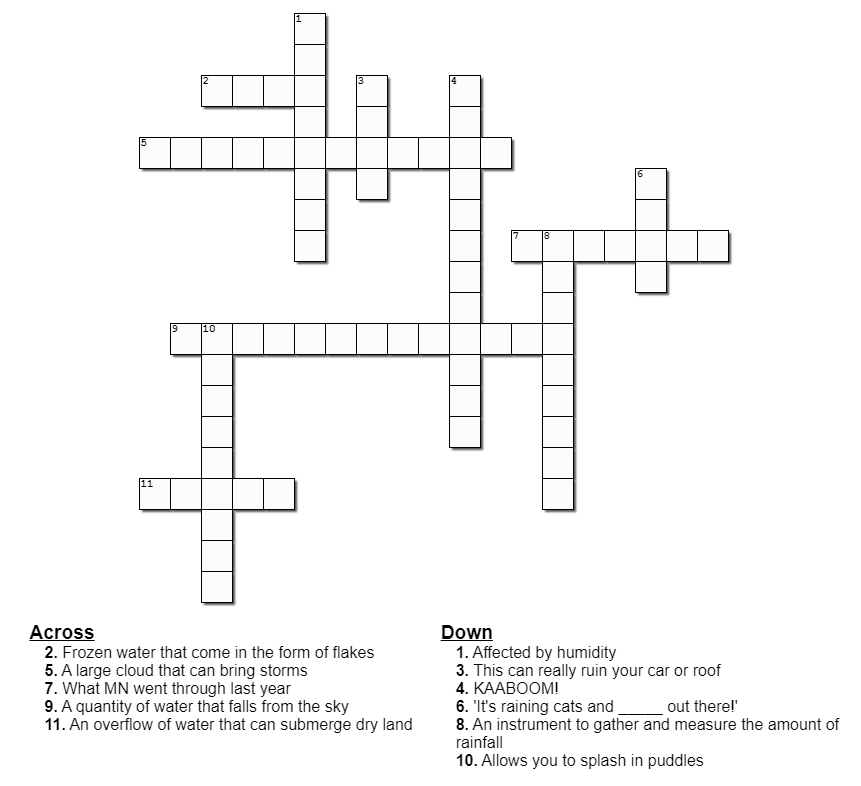 1
2
3
4
5
6
7
8
9
10
11
Across
2. Frozen water that come in the form of flakes
5. A large cloud that can bring storms
7. What MN went through last year
9. A quantity of water that falls from the sky
11. An overflow of water that can submerge dry land
Down
1. Affected by humidity
3. This can really ruin your car or roof
4. KAABOOM!
6. 'It's raining cats and _____ out there!'
8. An instrument to gather and measure the amount of
rainfall
10. Allows you to splash in puddles